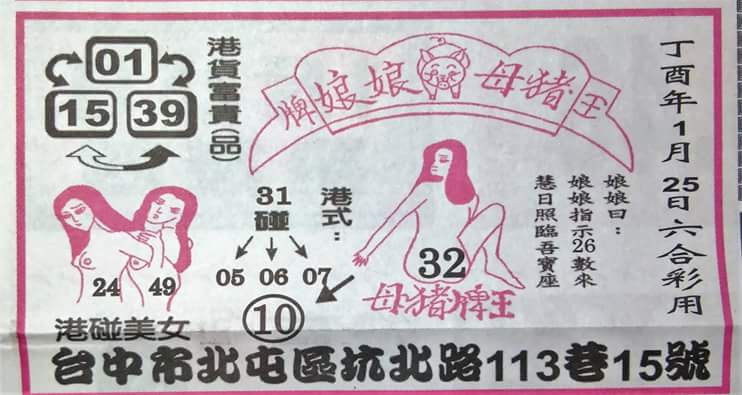 丁酉年1月25日六合彩用
牌娘娘母豬王
港貨富貴(品)
01
15 39
娘娘曰：
娘娘指示26數來
慧日照臨吾寶座
港式：
31
碰
05 06 07
10
32
母豬牌王
24 49
港碰美女
台中市北屯區坑北路113巷15號